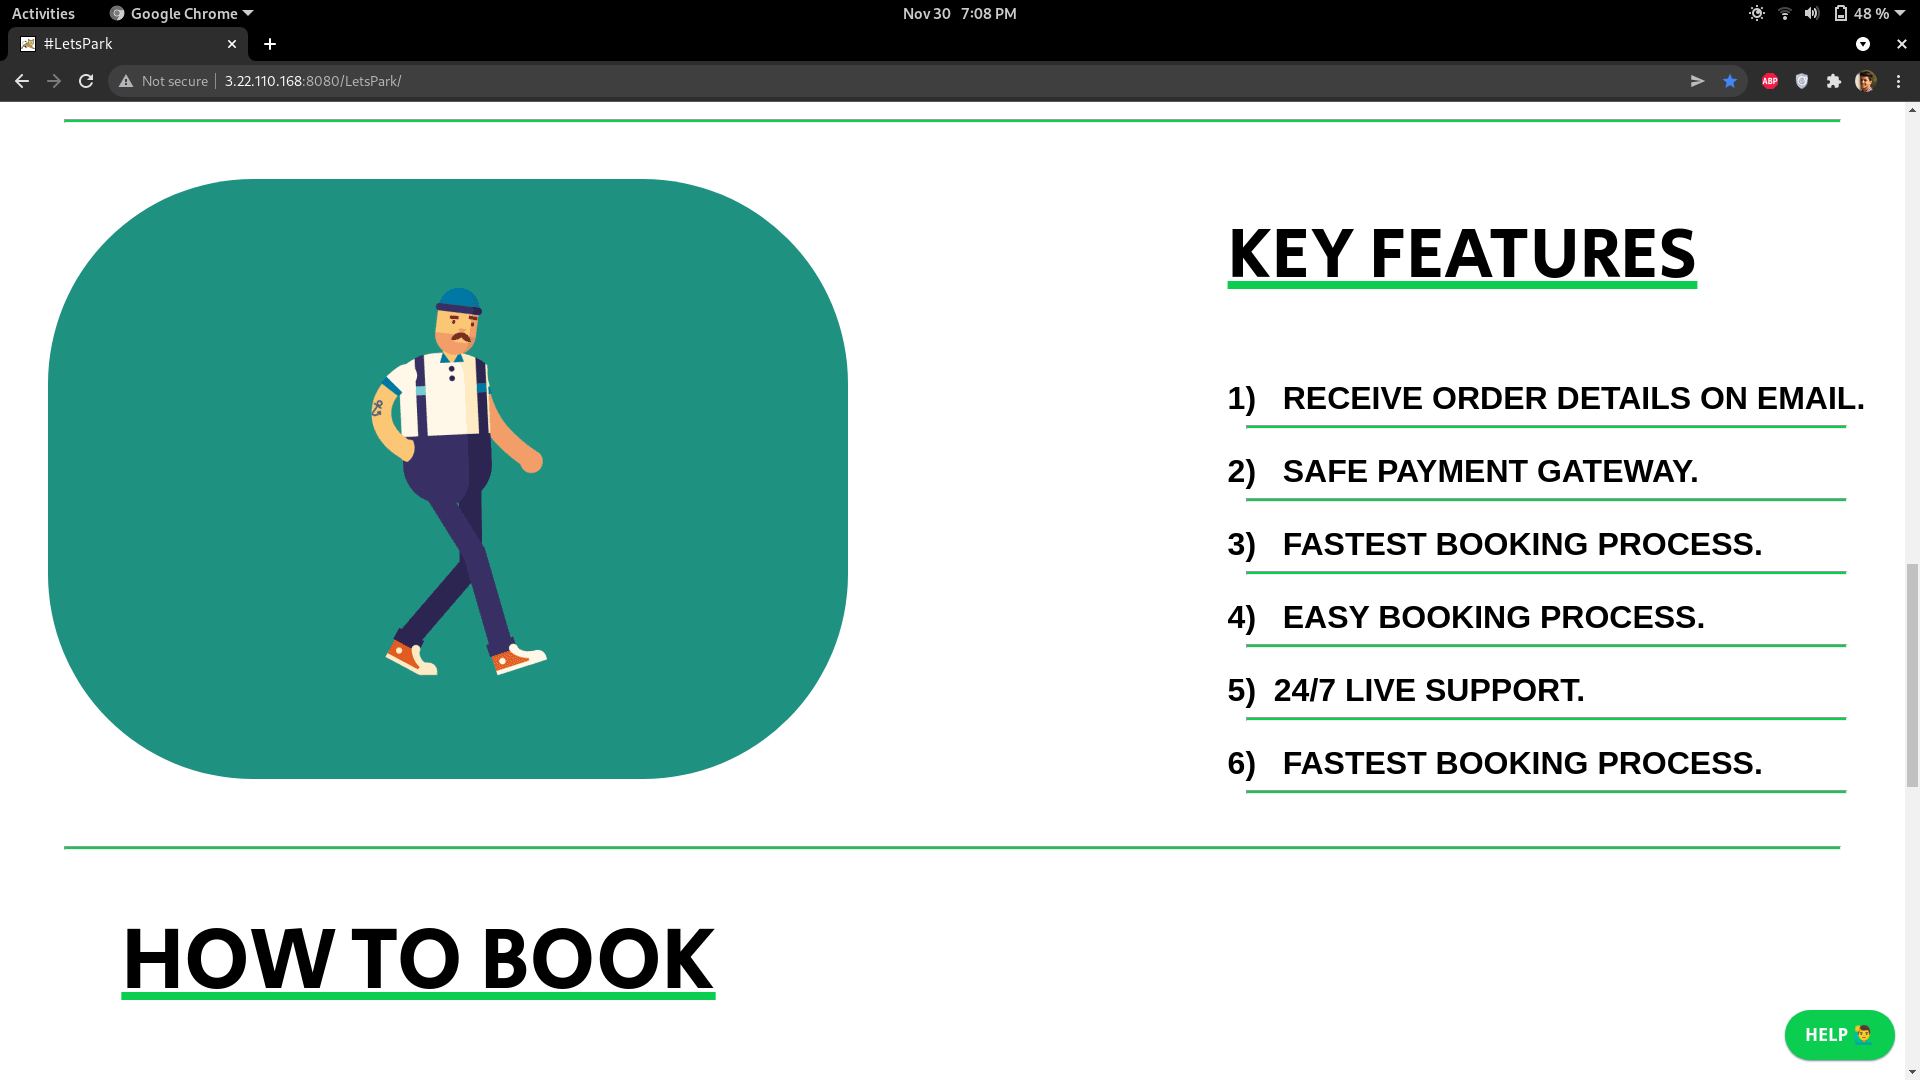 Activities Google Chrome Nov 30 7:08 PM 48 %
#LetsPark
Not secure 3.22.110.168:8080/LetsPark/ ABP
KEY FEATURES
1) RECEIVE ORDER DETAILS ON EMAIL.
2) SAFE PAYMENT GATEWAY.
3) FASTEST BOOKING PROCESS.
4) EASY BOOKING PROCESS.
5) 24/7 LIVE SUPPORT.
6) FASTEST BOOKING PROCESS.
HOW TO BOOK
HELP